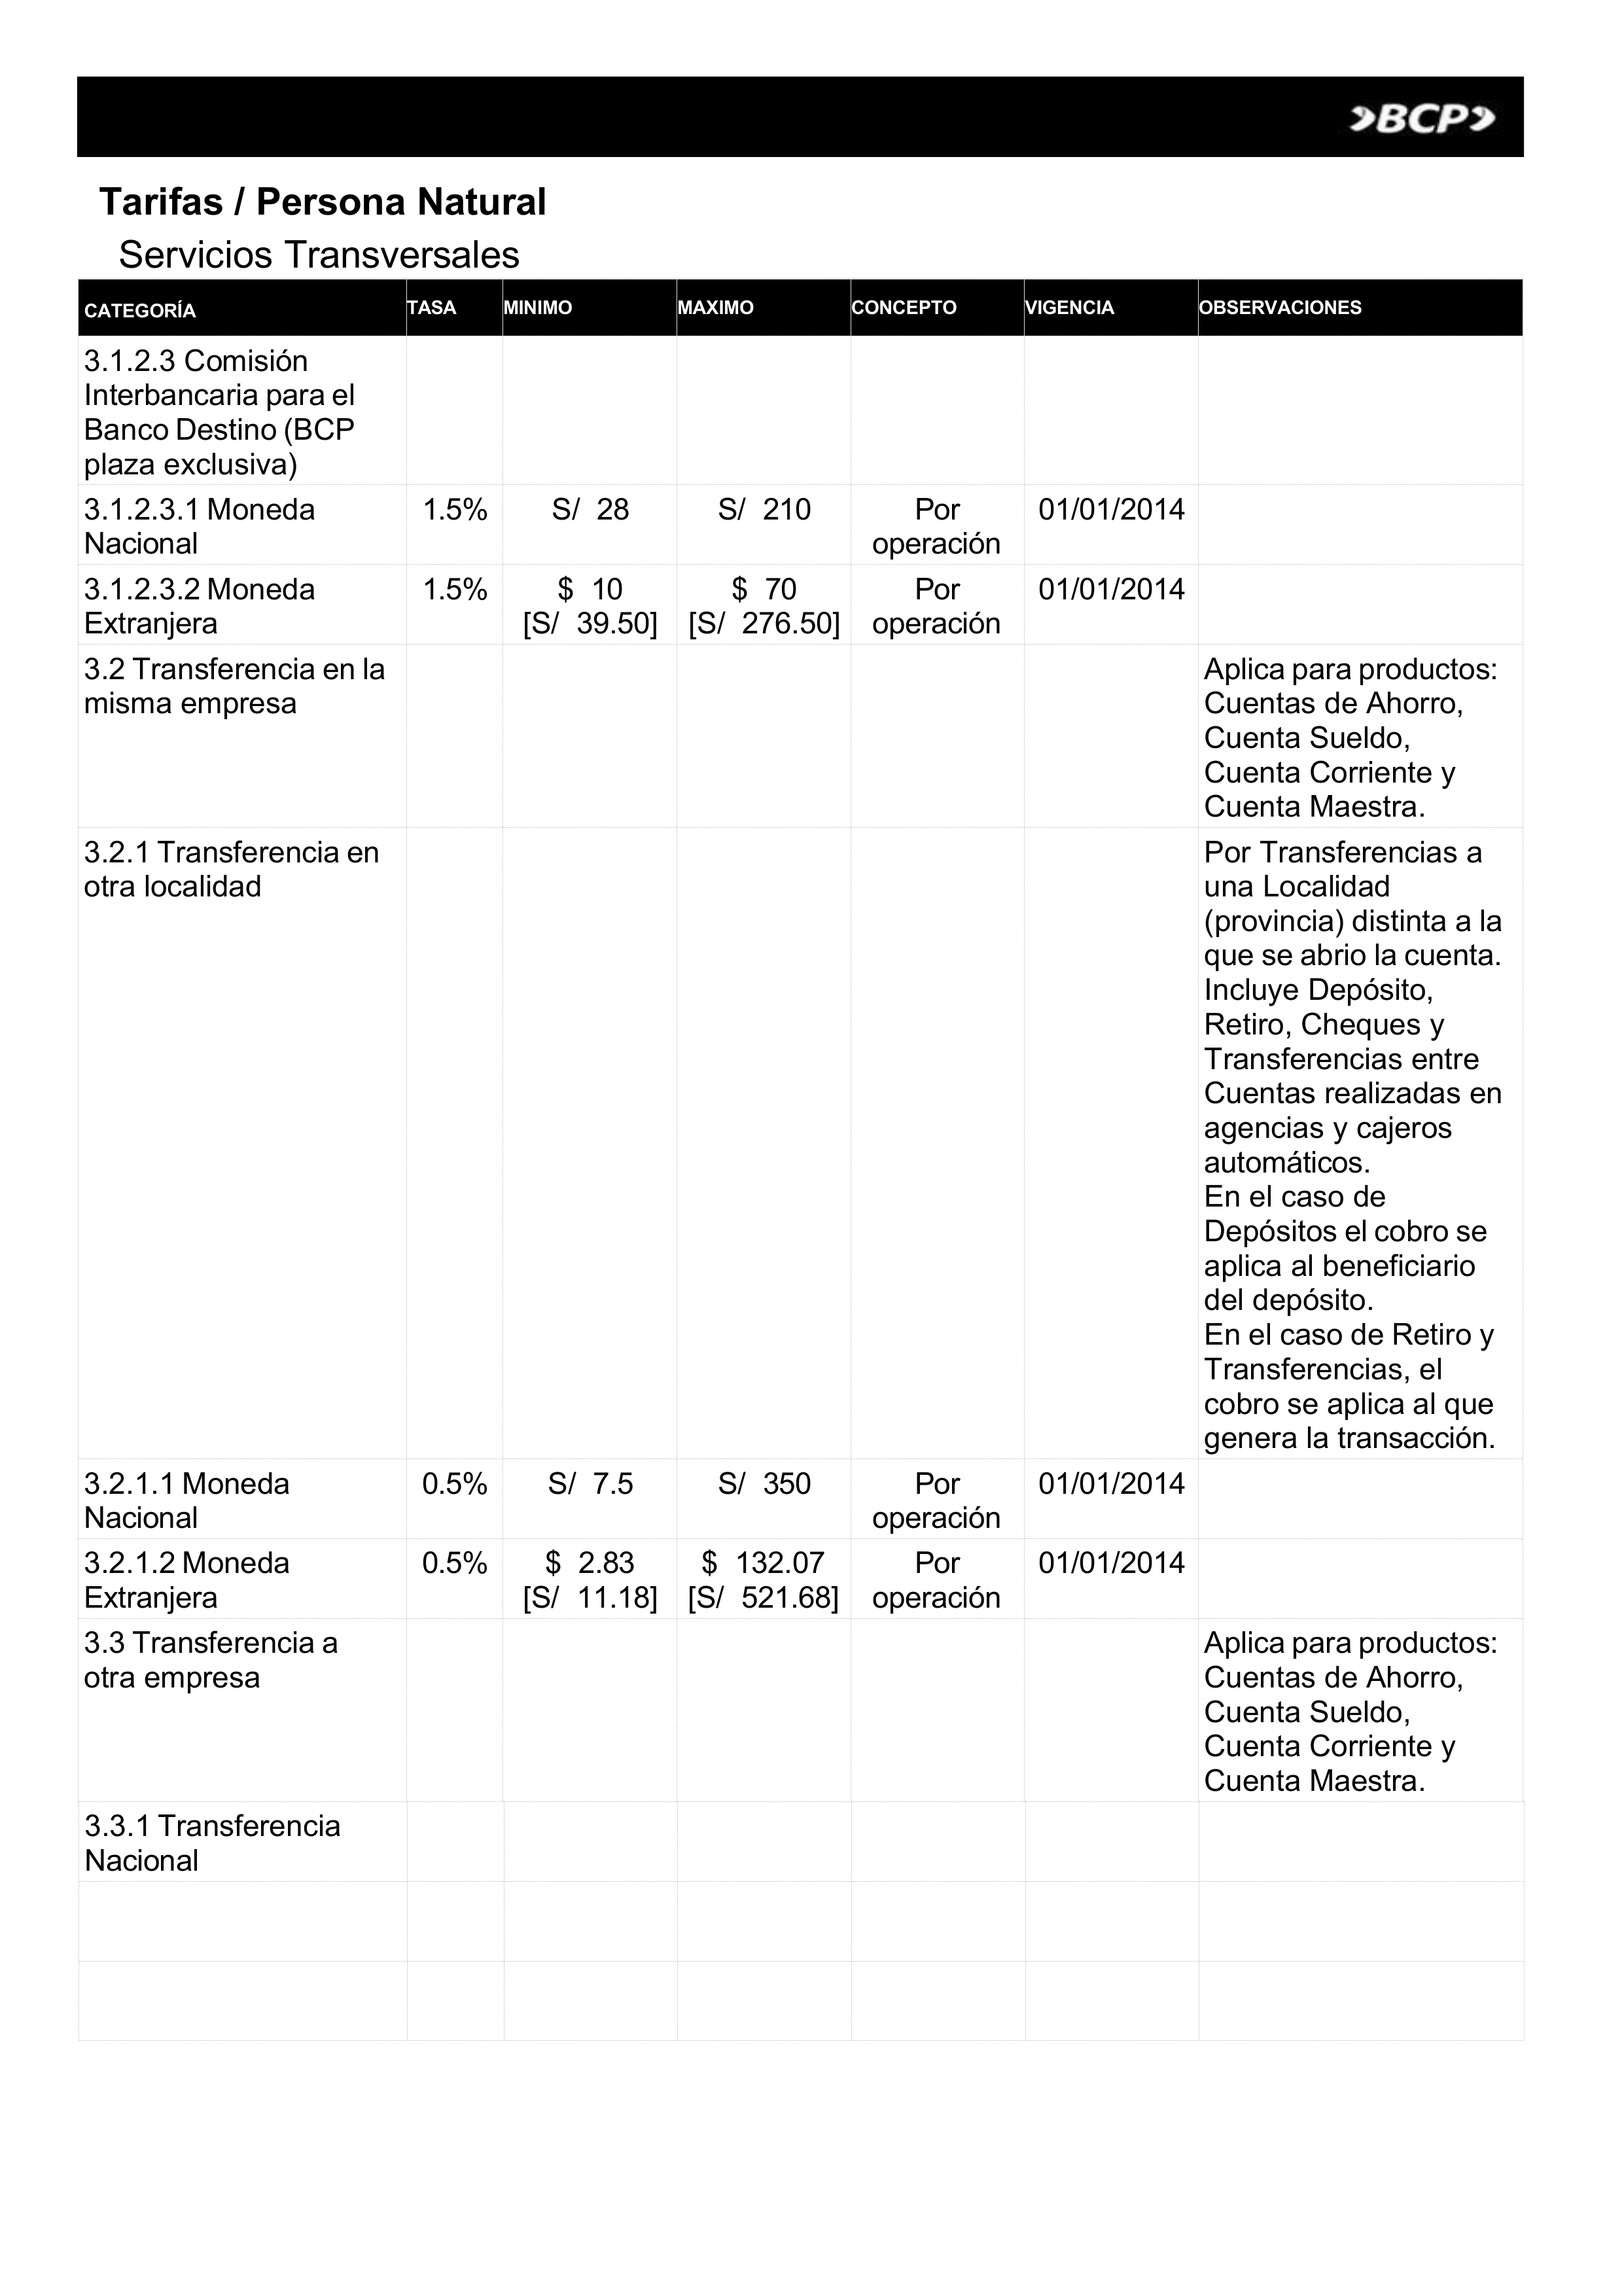 BCP
Tarifas / Persona Natural
Servicios Transversales
CATEGORÍA TASA MINIMO MAXIMO CONCEPTO VIGENCIA OBSERVACIONES
3.1.2.3 Comisión
Interbancaria para el
Banco Destino (BCP
plaza exclusiva)
3.1.2.3.1 Moneda 1.5% S/ 28 S/ 210 Por 01/01/2014
Nacional operación
3.1.2.3.2 Moneda 1.5% $ 10 $ 70 Por 01/01/2014
Extranjera [S/ 39.50] [S/ 276.50] operación
3.2 Transferencia en la Aplica para productos:
misma empresa Cuentas de Ahorro,
Cuenta Sueldo,
Cuenta Corriente y
Cuenta Maestra.
3.2.1 Transferencia en Por Transferencias a
otra localidad una Localidad
(provincia) distinta a la
que se abrio la cuenta.
Incluye Depósito,
Retiro, Cheques y
Transferencias entre
Cuentas realizadas en
agencias y cajeros
automáticos.
En el caso de
Depósitos el cobro se
aplica al beneficiario
del depósito.
En el caso de Retiro y
Transferencias, el
cobro se aplica al que
genera la transacción.
3.2.1.1 Moneda 0.5% S/ 7.5 S/ 350 Por 01/01/2014
Nacional operación
3.2.1.2 Moneda 0.5% $ 2.83 $ 132.07 Por 01/01/2014
Extranjera [S/ 11.18] [S/ 521.68] operación
3.3 Transferencia a Aplica para productos:
otra empresa Cuentas de Ahorro,
Cuenta Sueldo,
Cuenta Corriente y
Cuenta Maestra.
3.3.1 Transferencia
Nacional